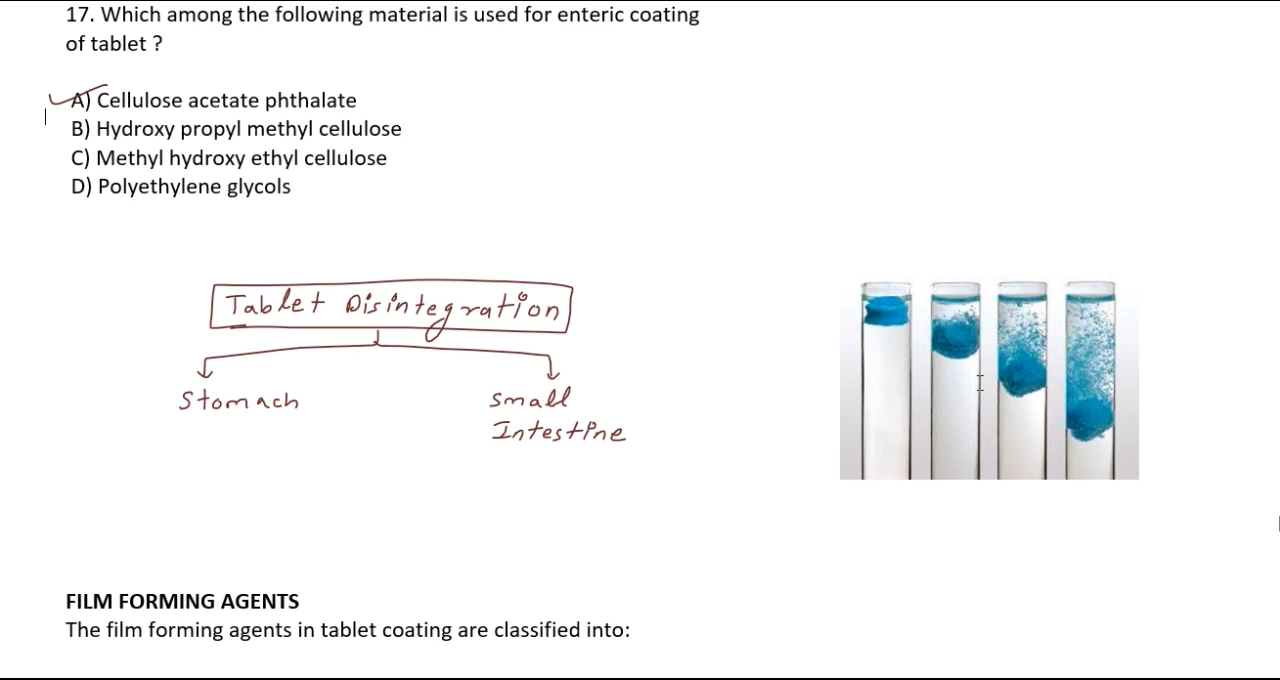 17. Which among the following material is used for enteric coating
of tablet ?
A) Cellulose acetate phthalate
B) Hydroxy propyl methyl cellulose
C) Methyl hydroxy ethyl cellulose
D) Polyethylene glycols
Tablet Disintegration
Stomach
Small
Intestine
FILM FORMING AGENTS
The film forming agents in tablet coating are classified into: